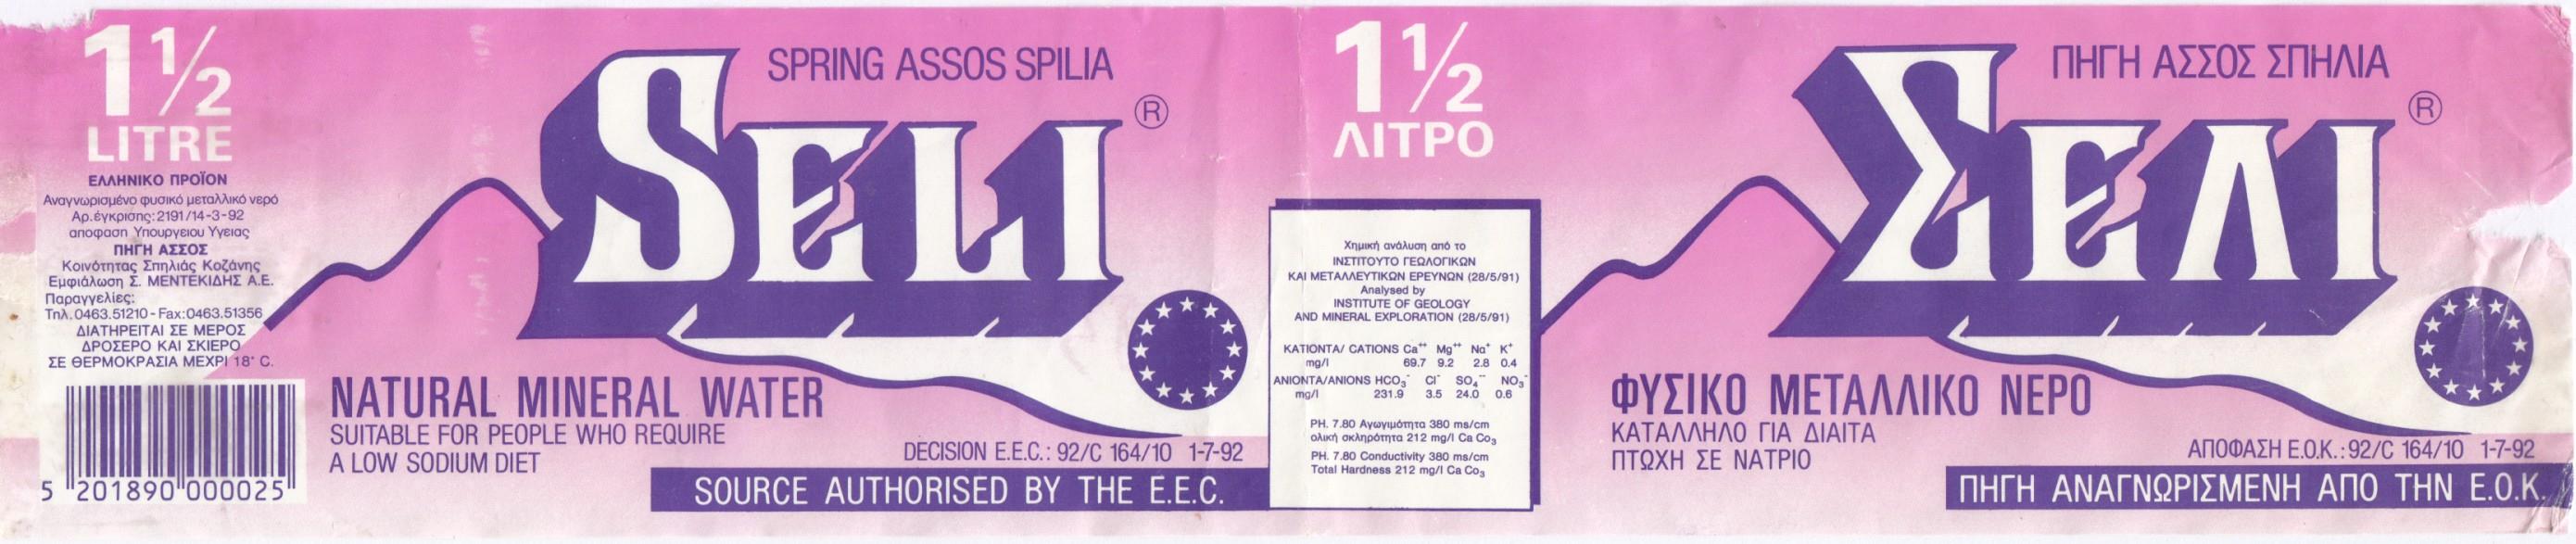 1 1/2
LITRE
ΕΛΛΗΝΙΚΟ ΠΡΟΪΟΝ
Αναγνωρισμένο φυσικό μεταλλικό νερό
Αρ.έγκρισης:2191/14-3-92
αποφαση Υπουργειου Υγειας
ΠΗΓΗ ΑΣΣΟΣ
Κοινότητας Σπηλιάς Κοζάνης
Εμφιάλωση Σ. ΜΕΝΤΕΚΙΔΗΣ Α.Ε.
Παραγγελίες:
Τηλ.0463.51210 - Fax:0463.51356
ΔΙΑΤΗΡΕΙΤΑΙ ΣΕ ΜΕΡΟΣ
ΔΡΟΣΕΡΟ ΚΑΙ ΣΚΙΕΡΟ
ΣΕ ΘΕΡΜΟΚΡΑΣΙΑ ΜΕΧΡΙ 18° C.
5 201890 000025
SPRING ASSOS SPILIA
SELI ®
NATURAL MINERAL WATER
SUITABLE FOR PEOPLE WHO REQUIRE
A LOW SODIUM DIET
DECISION E.E.C.: 92/C 164/10 1-7-92
SOURCE AUTHORISED BY THE E.E.C.
1 1/2
ΛΙΤΡΟ
Χημική ανάλυση από το
ΙΝΣΤΙΤΟΥΤΟ ΓΕΩΛΟΓΙΚΩΝ
ΚΑΙ ΜΕΤΑΛΛΕΥΤΙΚΩΝ ΕΡΕΥΝΩΝ (28/5/91)
Analysed by
INSTITUTE OF GEOLOGY
AND MINERAL EXPLORATION (28/5/91)
ΚΑΤΙΟΝΤΑ/ CATIONS Ca⁺⁺ Mg⁺⁺ Na⁺ K⁺
mg/l 69.7 9.2 2.8 0.4
ΑΝΙΟΝΤΑ/ANIONS HCO₃⁻ Cl⁻ SO₄⁻⁻ NO₃⁻
mg/l 231.9 3.5 24.0 0.6
PH. 7.80 Αγωγιμότητα 380 ms/cm
ολική σκληρότητα 212 mg/l Ca Co₃
PH. 7.80 Conductivity 380 ms/cm
Total Hardness 212 mg/l Ca Co₃
ΠΗΓΗ ΑΣΣΟΣ ΣΠΗΛΙΑ
ΣΕΛΙ ®
ΦΥΣΙΚΟ ΜΕΤΑΛΛΙΚΟ ΝΕΡΟ
ΚΑΤΑΛΛΗΛΟ ΓΙΑ ΔΙΑΙΤΑ
ΠΤΩΧΗ ΣΕ ΝΑΤΡΙΟ
ΑΠΟΦΑΣΗ Ε.Ο.Κ.:92/C 164/10 1-7-92
ΠΗΓΗ ΑΝΑΓΝΩΡΙΣΜΕΝΗ ΑΠΟ ΤΗΝ Ε.Ο.Κ.